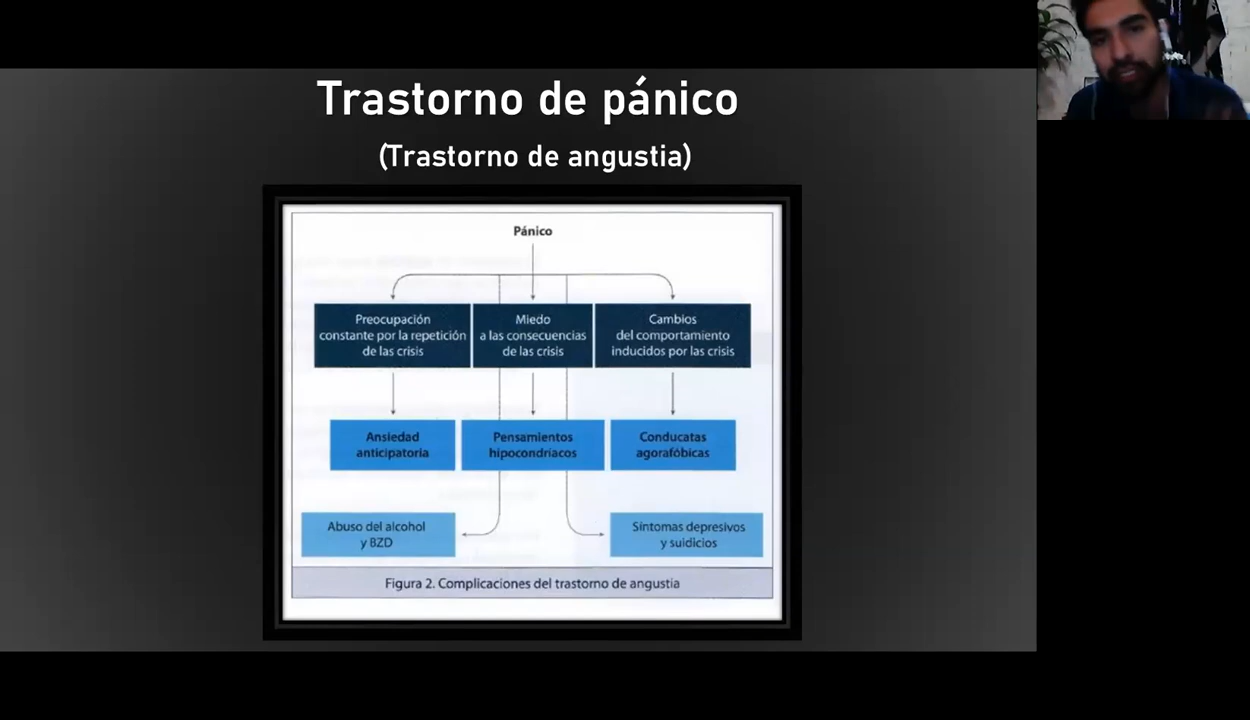 Trastorno de pánico
(Trastorno de angustia)
Pánico
Preocupación
constante por la repetición
de las crisis
Miedo
a las consecuencias
de las crisis
Cambios
del comportamiento
inducidos por las crisis
Ansiedad
anticipatoria
Pensamientos
hipocondríacos
Conducatas
agorafóbicas
Abuso del alcohol
y BZD
Síntomas depresivos
y suidicios
Figura 2. Complicaciones del trastorno de angustia